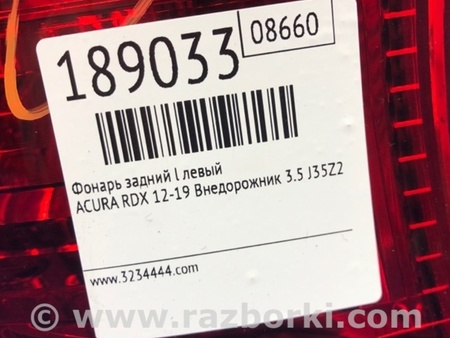 189033
08660
Фонарь задний l левый
ACURA RDX 12-19 Внедорожник 3.5 J35Z2
www.3234444.com
© www.razborki.com